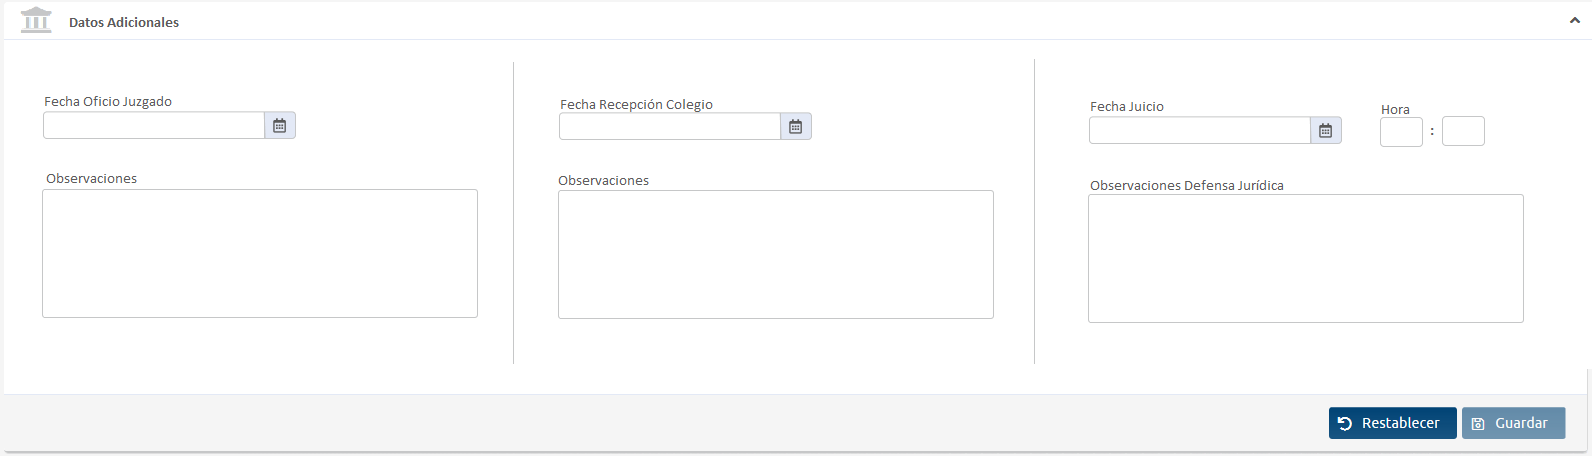 Datos Adicionales
Fecha Oficio Juzgado
Observaciones
Fecha Recepción Colegio
Observaciones
Fecha Juicio
Hora
:
Observaciones Defensa Jurídica
Restablecer
Guardar